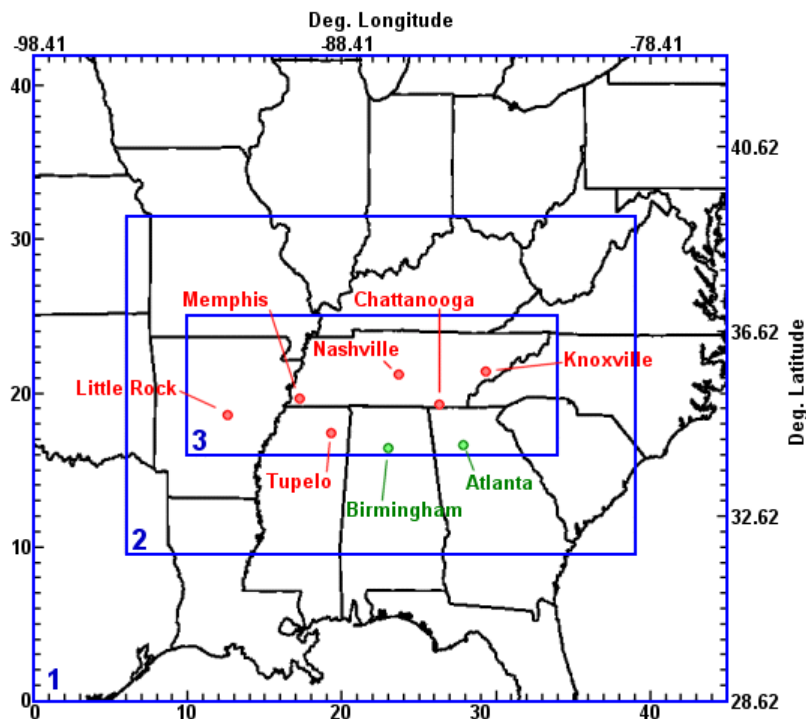 Deg. Longitude
-98.41 -88.41 -78.41
40
40.62
30
Memphis Chattanooga
36.62
Nashville Knoxville
Little Rock
20
Deg. Latitude
3
Tupelo Atlanta
Birmingham
32.62
2
10
1
0 28.62
0 10 20 30 40